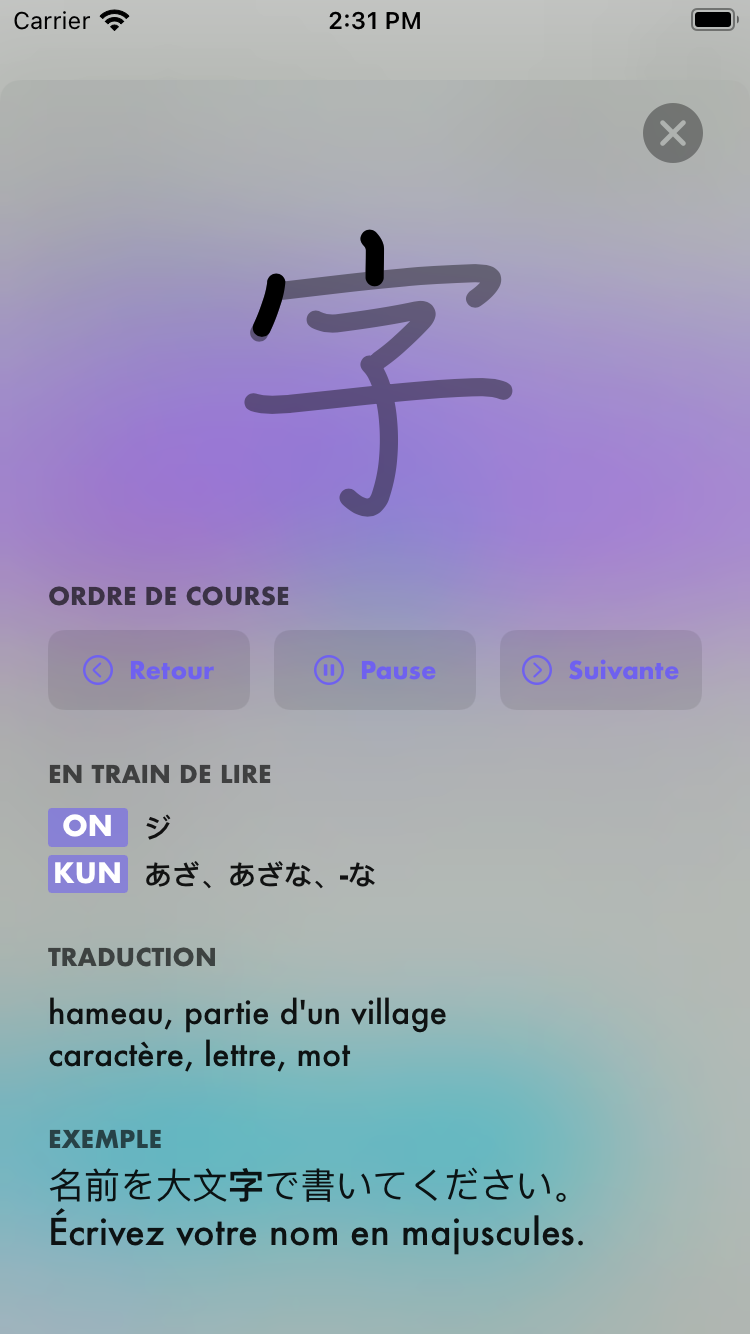 Carrier 2:31 PM
字
ORDRE DE COURSE
Retour Pause Suivante
EN TRAIN DE LIRE
ON ジ
KUN あざ、あざな、-な
TRADUCTION
hameau, partie d'un village
caractère, lettre, mot
EXEMPLE
名前を大文字で書いてください。
Écrivez votre nom en majuscules.